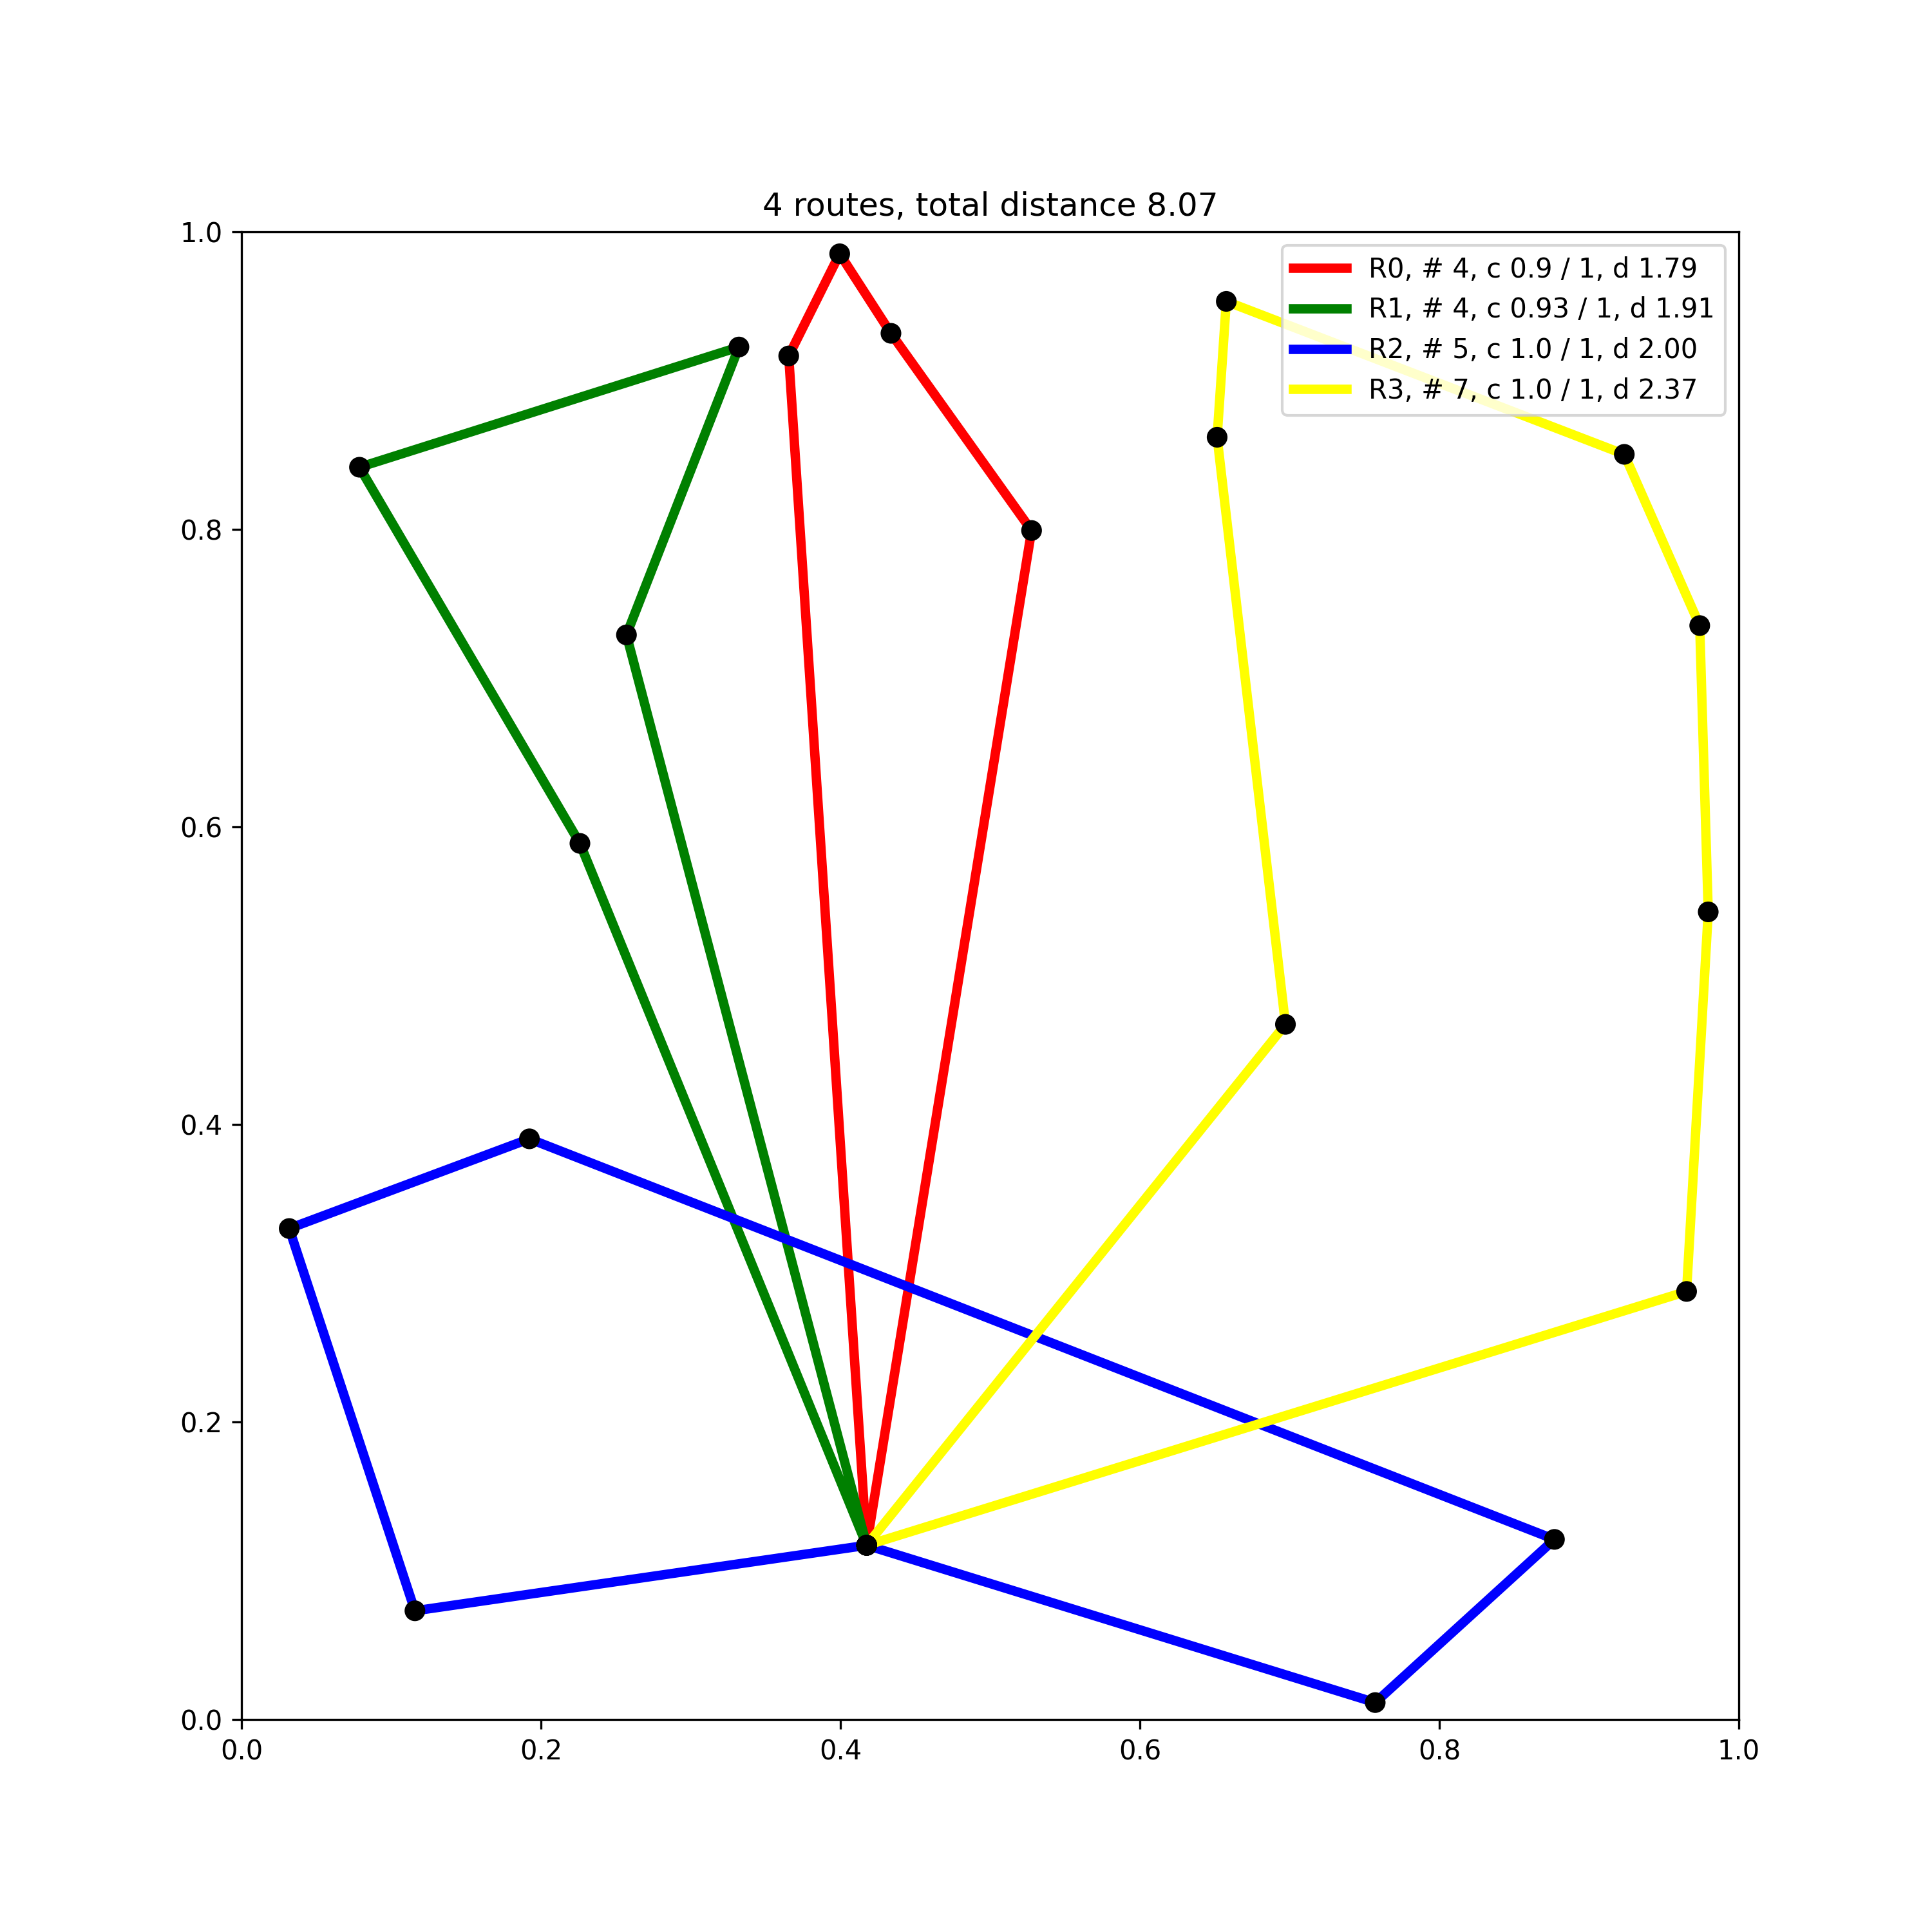 4 routes, total distance 8.07
R0, # 4, c 0.9 / 1, d 1.79
R1, # 4, c 0.93 / 1, d 1.91
R2, # 5, c 1.0 / 1, d 2.00
R3, # 7, c 1.0 / 1, d 2.37
1.0
0.8
0.6
0.4
0.2
0.0
0.0 0.2 0.4 0.6 0.8 1.0